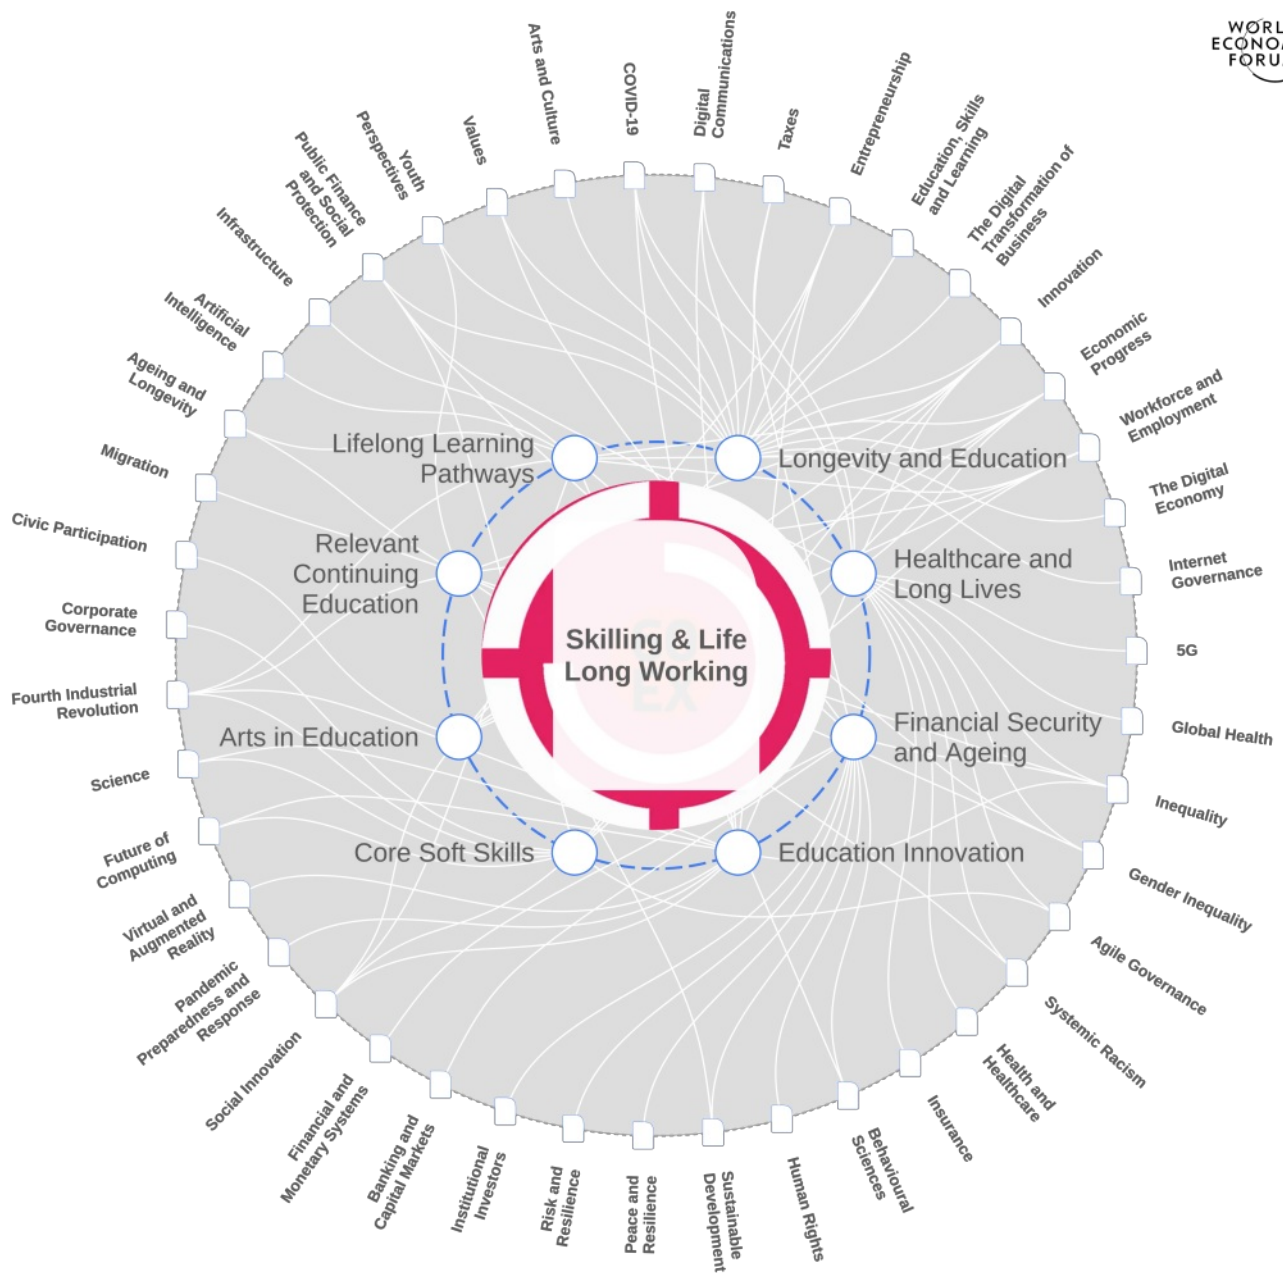 WORL
ECONO
FORU
Arts and Culture
COVID-19
Digital
Communications
Taxes
Entrepreneurship
Education, Skills
and Learning
The Digital
Transformation of
Business
Innovation
Economic
Progress
Workforce and
Employment
The Digital
Economy
Internet
Governance
5G
Global Health
Inequality
Gender Inequality
Agile Governance
Systemic Racism
Health and
Healthcare
Insurance
Behavioural
Sciences
Human Rights
Sustainable
Development
Peace and
Resilience
Risk and
Resilience
Institutional
Investors
Banking and
Capital Markets
Financial and
Monetary Systems
Social Innovation
Pandemic
Preparedness and
Response
Virtual and
Augmented
Reality
Future of
Computing
Science
Fourth Industrial
Revolution
Corporate
Governance
Civic Participation
Migration
Ageing and
Longevity
Artificial
Intelligence
Infrastructure
Public Finance
and Social
Protection
Youth
Perspectives
Values
Lifelong Learning
Pathways
Longevity and Education
Relevant
Continuing
Education
Healthcare and
Long Lives
Skilling & Life
Long Working
EX
Arts in Education
Financial Security
and Ageing
Core Soft Skills
Education Innovation